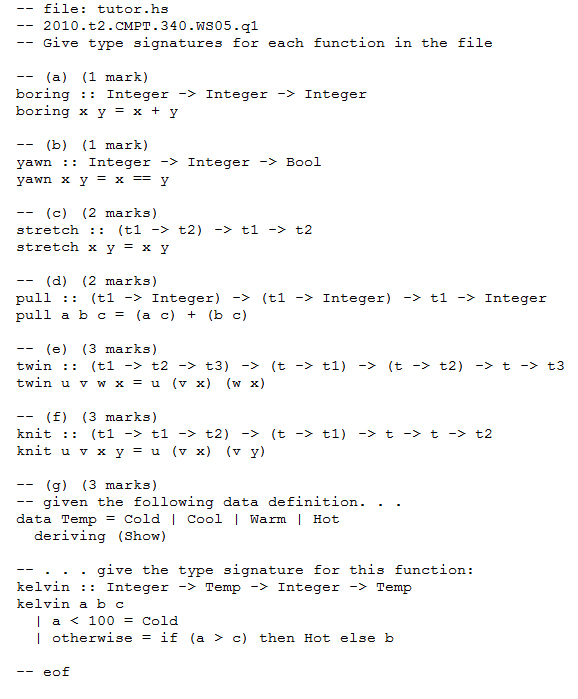 -- file: tutor.hs
-- 2010.t2.CMPT.340.WS05.q1
-- Give type signatures for each function in the file
-- (a) (1 mark)
boring :: Integer -> Integer -> Integer
boring x y = x + y
-- (b) (1 mark)
yawn :: Integer -> Integer -> Bool
yawn x y = x == y
-- (c) (2 marks)
stretch :: (t1 -> t2) -> t1 -> t2
stretch x y = x y
-- (d) (2 marks)
pull :: (t1 -> Integer) -> (t1 -> Integer) -> t1 -> Integer
pull a b c = (a c) + (b c)
-- (e) (3 marks)
twin :: (t1 -> t2 -> t3) -> (t -> t1) -> (t -> t2) -> t -> t3
twin u v w x = u (v x) (w x)
-- (f) (3 marks)
knit :: (t1 -> t1 -> t2) -> (t -> t1) -> t -> t -> t2
knit u v x y = u (v x) (v y)
-- (g) (3 marks)
-- given the following data definition. . .
data Temp = Cold | Cool | Warm | Hot
  deriving (Show)
-- . . . give the type signature for this function:
kelvin :: Integer -> Temp -> Integer -> Temp
kelvin a b c
  | a < 100 = Cold
  | otherwise = if (a > c) then Hot else b
-- eof